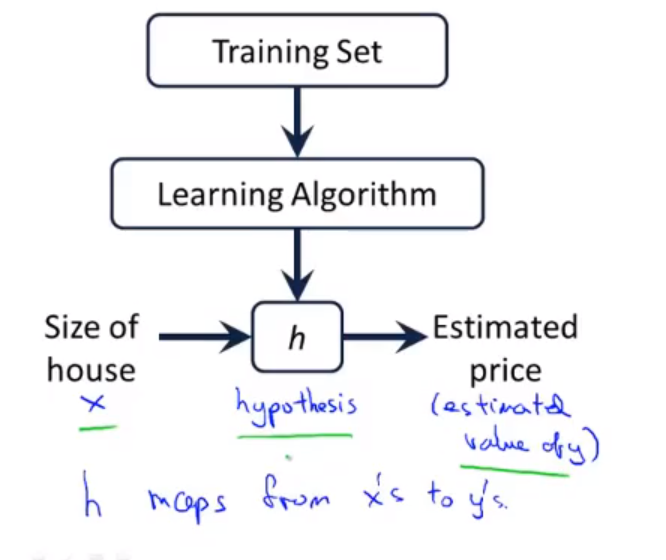 Training Set
Learning Algorithm
Size of
house
h
Estimated
price
x
hypothesis
(estimated
value of y)
h maps from x's to y's.